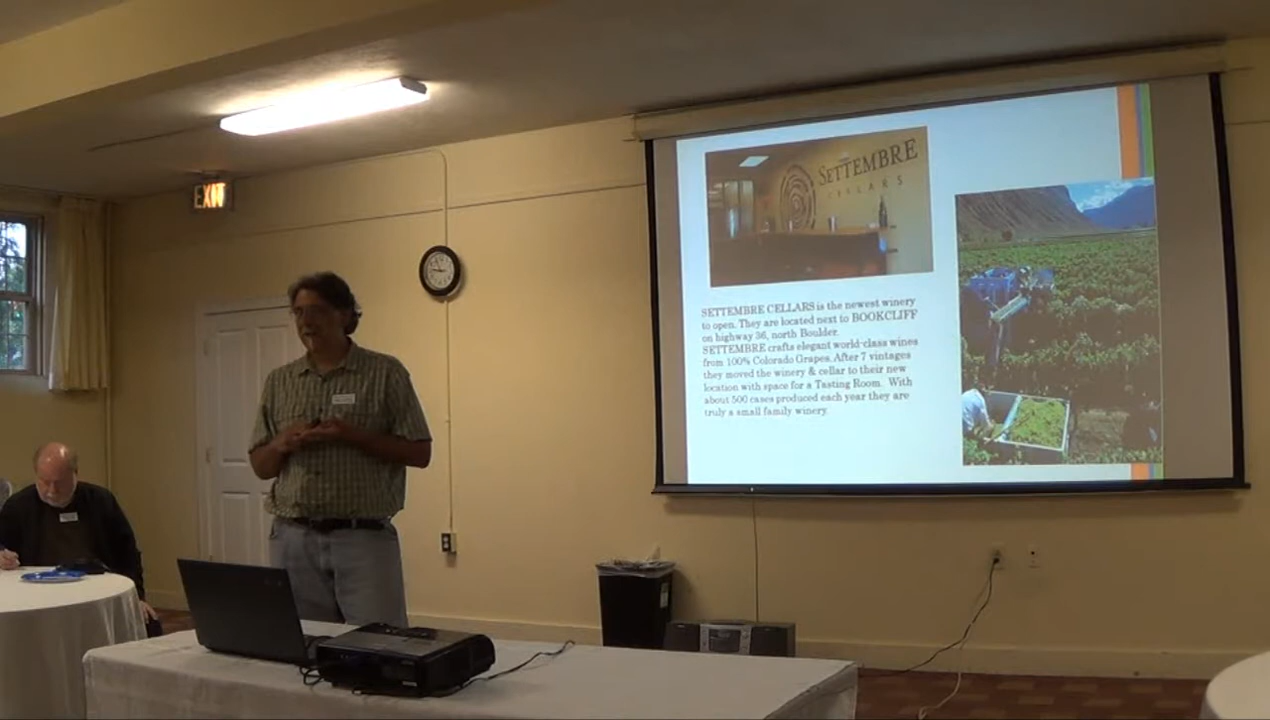 EXIT
SETTEMBRE
CELLARS
SETTEMBRE CELLARS is the newest winery
to open. They are located next to BOOKCLIFF
on highway 36, north Boulder.
SETTEMBRE crafts elegant world-class wines
from 100% Colorado Grapes. After 7 vintages
they moved the winery & cellar to their new
location with space for a Tasting Room. With
about 500 cases produced each year they are
truly a small family winery.